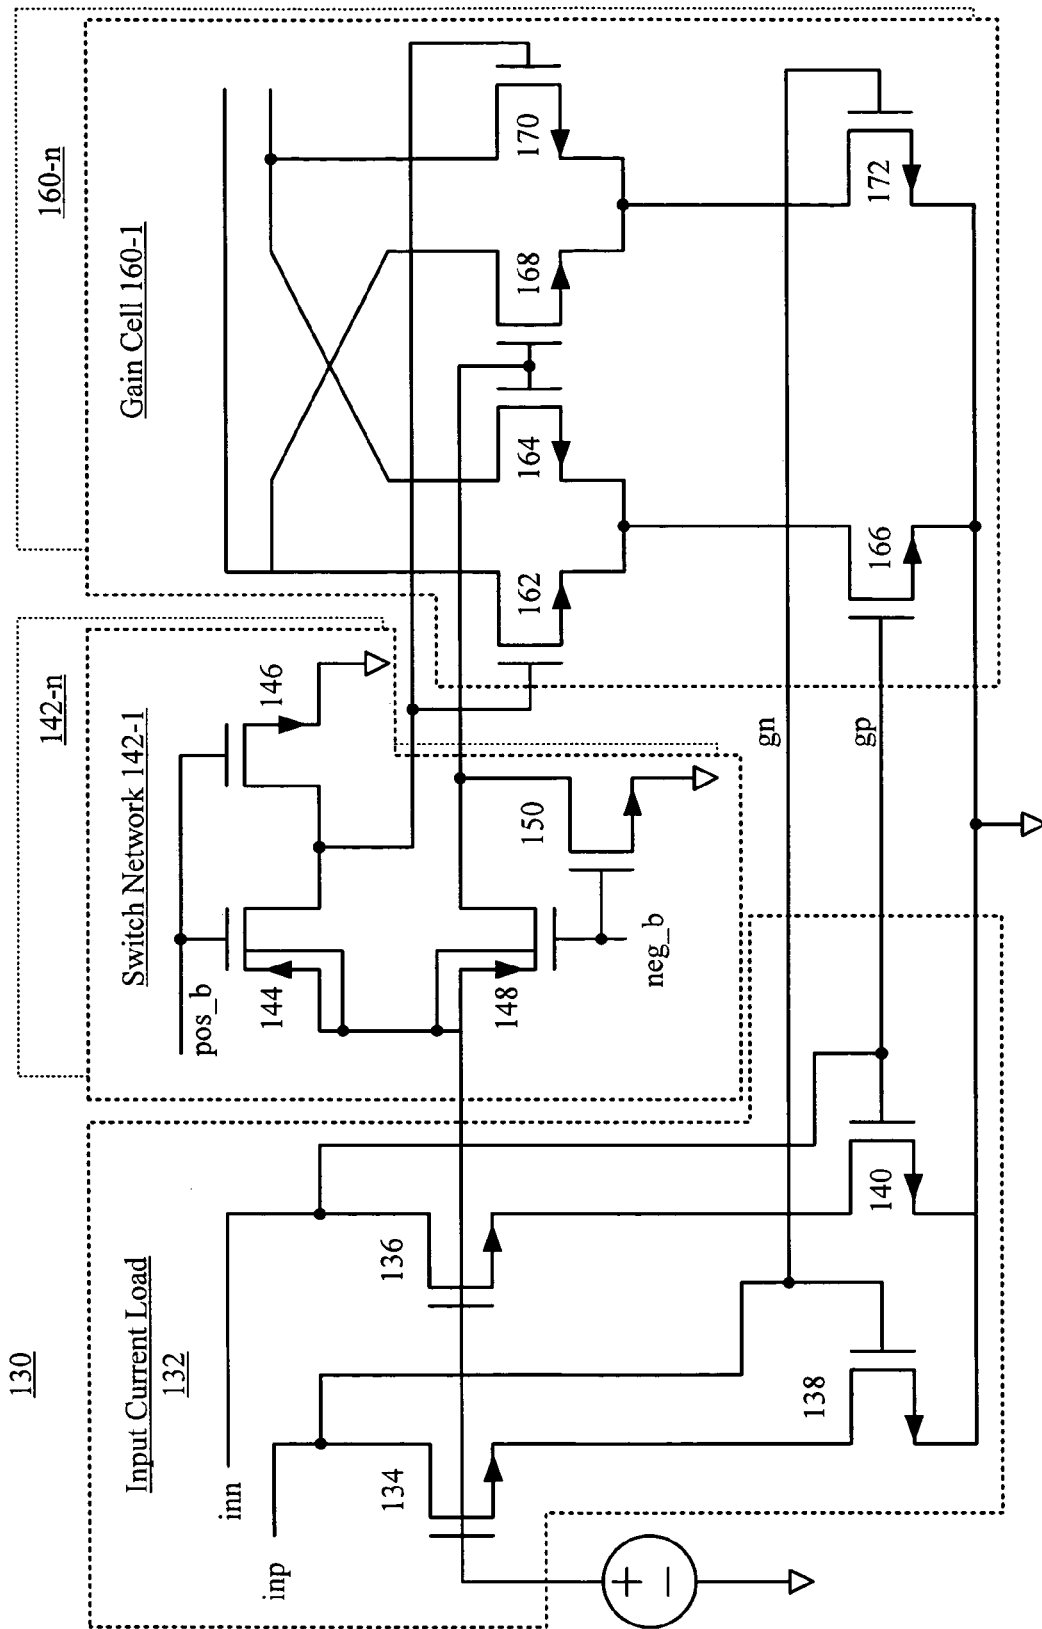 130
Input Current Load
132
inn
inp
134
136
138
140
142-n
Switch Network 142-1
pos_b
144
146
148
150
neg_b
gn
gp
160-n
Gain Cell 160-1
162
164
168
170
166
172
+
−